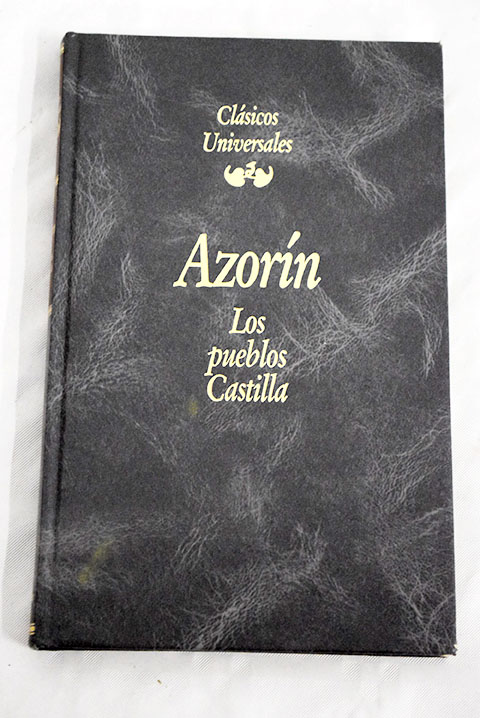 Clásicos
Universales
Azorín
Los
pueblos
Castilla